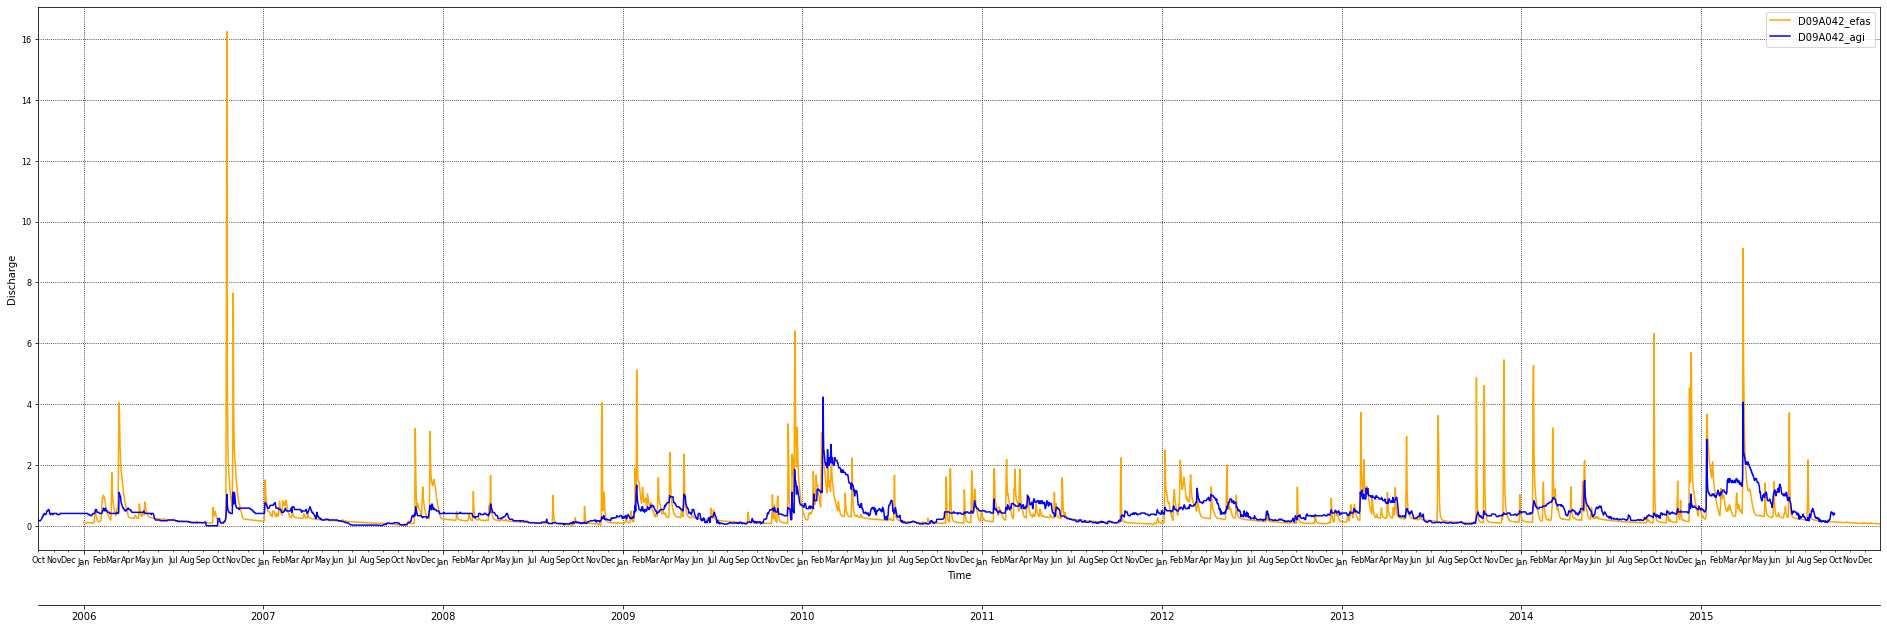 D09A042_efas
D09A042_agi
16
14
12
10
8
6
4
2
0
Discharge
Oct Nov Dec Jan Feb Mar Apr May Jun Jul Aug Sep Oct Nov Dec Jan Feb Mar Apr May Jun Jul Aug Sep Oct Nov Dec Jan Feb Mar Apr May Jun Jul Aug Sep Oct Nov Dec Jan Feb Mar Apr May Jun Jul Aug Sep Oct Nov Dec Jan Feb Mar Apr May Jun Jul Aug Sep Oct Nov Dec Jan Feb Mar Apr May Jun Jul Aug Sep Oct Nov Dec Jan Feb Mar Apr May Jun Jul Aug Sep Oct Nov Dec Jan Feb Mar Apr May Jun Jul Aug Sep Oct Nov Dec Jan Feb Mar Apr May Jun Jul Aug Sep Oct Nov Dec Jan Feb Mar Apr May Jun Jul Aug Sep Oct Nov Dec
Time
2006 2007 2008 2009 2010 2011 2012 2013 2014 2015